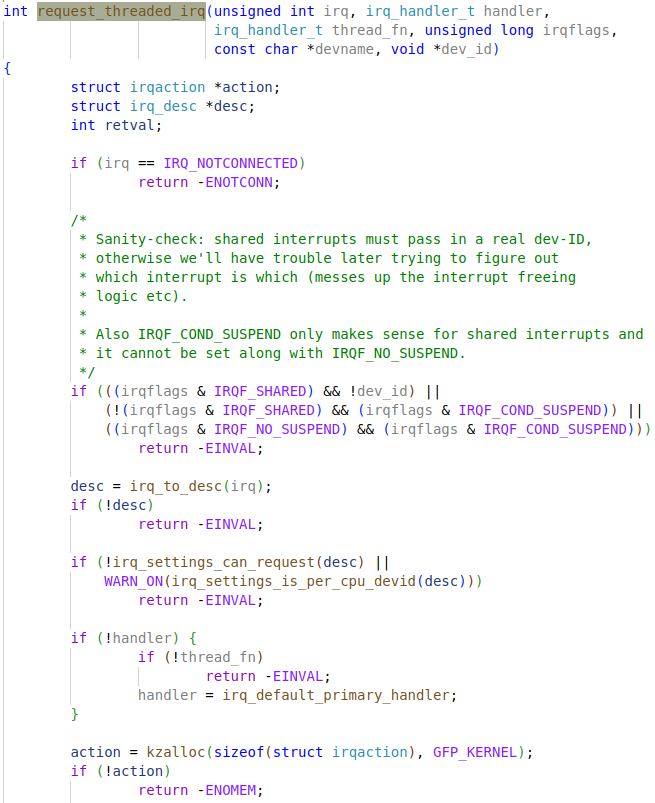 int request_threaded_irq(unsigned int irq, irq_handler_t handler,
irq_handler_t thread_fn, unsigned long irqflags,
const char *devname, void *dev_id)
{
struct irqaction *action;
struct irq_desc *desc;
int retval;
if (irq == IRQ_NOTCONNECTED)
return -ENOTCONN;
/*
* Sanity-check: shared interrupts must pass in a real dev-ID,
* otherwise we'll have trouble later trying to figure out
* which interrupt is which (messes up the interrupt freeing
* logic etc).
*
* Also IRQF_COND_SUSPEND only makes sense for shared interrupts and
* it cannot be set along with IRQF_NO_SUSPEND.
*/
if (((irqflags & IRQF_SHARED) && !dev_id) ||
(!(irqflags & IRQF_SHARED) && (irqflags & IRQF_COND_SUSPEND)) ||
((irqflags & IRQF_NO_SUSPEND) && (irqflags & IRQF_COND_SUSPEND)))
return -EINVAL;
desc = irq_to_desc(irq);
if (!desc)
return -EINVAL;
if (!irq_settings_can_request(desc) ||
WARN_ON(irq_settings_is_per_cpu_devid(desc)))
return -EINVAL;
if (!handler) {
if (!thread_fn)
return -EINVAL;
handler = irq_default_primary_handler;
}
action = kzalloc(sizeof(struct irqaction), GFP_KERNEL);
if (!action)
return -ENOMEM;